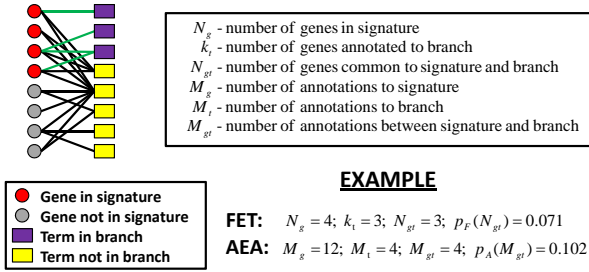 N_g - number of genes in signature
k_t - number of genes annotated to branch
N_gt - number of genes common to signature and branch
M_g - number of annotations to signature
M_t - number of annotations to branch
M_gt - number of annotations between signature and branch
EXAMPLE
Gene in signature
Gene not in signature
Term in branch
Term not in branch
FET: N_g = 4; k_t = 3; N_gt = 3; p_F(N_gt) = 0.071
AEA: M_g = 12; M_t = 4; M_gt = 4; p_A(M_gt) = 0.102